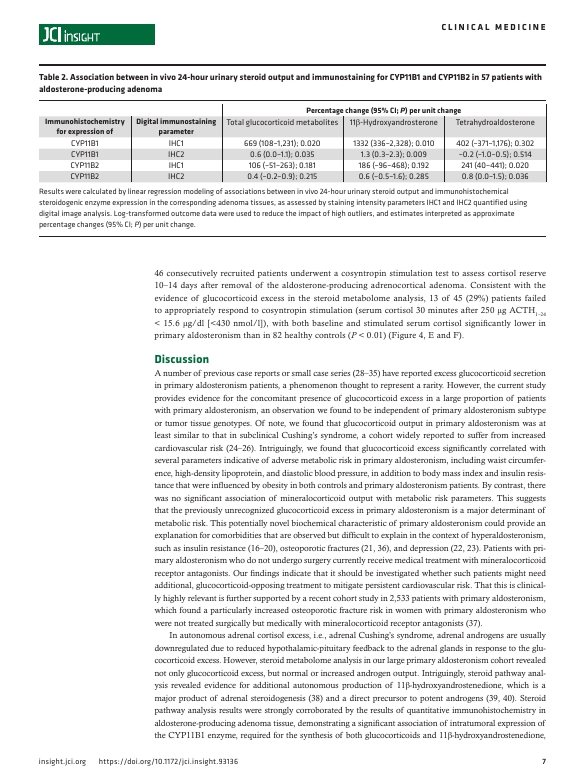 JCI insight
CLINICAL MEDICINE
Table 2. Association between in vivo 24-hour urinary steroid output and immunostaining for CYP11B1 and CYP11B2 in 57 patients with
aldosterone-producing adenoma
Percentage change (95% CI; P) per unit change
Immunohistochemistry for expression of | Digital immunostaining parameter | Total glucocorticoid metabolites | 11β-Hydroxyandrosterone | Tetrahydroaldosterone
CYP11B1 | IHC1 | 669 (108–1,231); 0.020 | 1332 (336–2,328); 0.010 | 402 (–371–1,176); 0.302
CYP11B1 | IHC2 | 0.6 (0.0–1.1); 0.035 | 1.3 (0.3–2.3); 0.009 | –0.2 (–1.0–0.5); 0.514
CYP11B2 | IHC1 | 106 (–51–263); 0.181 | 186 (–96–468); 0.192 | 241 (40–441); 0.020
CYP11B2 | IHC2 | 0.4 (–0.2–0.9); 0.215 | 0.6 (–0.5–1.6); 0.285 | 0.8 (0.0–1.5); 0.036
Results were calculated by linear regression modeling of associations between in vivo 24-hour urinary steroid output and immunohistochemical
steroidogenic enzyme expression in the corresponding adenoma tissues, as assessed by staining intensity parameters IHC1 and IHC2 quantified using
digital image analysis. Log-transformed outcome data were used to reduce the impact of high outliers, and estimates interpreted as approximate
percentage changes (95% CI; P) per unit change.
46 consecutively recruited patients underwent a cosyntropin stimulation test to assess cortisol reserve
10–14 days after removal of the aldosterone-producing adrenocortical adenoma. Consistent with the
evidence of glucocorticoid excess in the steroid metabolome analysis, 13 of 45 (29%) patients failed
to appropriately respond to cosyntropin stimulation (serum cortisol 30 minutes after 250 μg ACTH1–24
< 15.6 μg/dl [<430 nmol/l]), with both baseline and stimulated serum cortisol significantly lower in
primary aldosteronism than in 82 healthy controls (P < 0.01) (Figure 4, E and F).
Discussion
A number of previous case reports or small case series (28–35) have reported excess glucocorticoid secretion
in primary aldosteronism patients, a phenomenon thought to represent a rarity. However, the current study
provides evidence for the concomitant presence of glucocorticoid excess in a large proportion of patients
with primary aldosteronism, an observation we found to be independent of primary aldosteronism subtype
or tumor tissue genotypes. Of note, we found that glucocorticoid output in primary aldosteronism was at
least similar to that in subclinical Cushing's syndrome, a cohort widely reported to suffer from increased
cardiovascular risk (24–26). Intriguingly, we found that glucocorticoid excess significantly correlated with
several parameters indicative of adverse metabolic risk in primary aldosteronism, including waist circumfer-
ence, high-density lipoprotein, and diastolic blood pressure, in addition to body mass index and insulin resis-
tance that were influenced by obesity in both controls and primary aldosteronism patients. By contrast, there
was no significant association of mineralocorticoid output with metabolic risk parameters. This suggests
that the previously unrecognized glucocorticoid excess in primary aldosteronism is a major determinant of
metabolic risk. This potentially novel biochemical characteristic of primary aldosteronism could provide an
explanation for comorbidities that are observed but difficult to explain in the context of hyperaldosteronism,
such as insulin resistance (16–20), osteoporotic fractures (21, 36), and depression (22, 23). Patients with pri-
mary aldosteronism who do not undergo surgery currently receive medical treatment with mineralocorticoid
receptor antagonists. Our findings indicate that it should be investigated whether such patients might need
additional, glucocorticoid-opposing treatment to mitigate persistent cardiovascular risk. That this is clinical-
ly highly relevant is further supported by a recent cohort study in 2,533 patients with primary aldosteronism,
which found a particularly increased osteoporotic fracture risk in women with primary aldosteronism who
were not treated surgically but medically with mineralocorticoid receptor antagonists (37).
In autonomous adrenal cortisol excess, i.e., adrenal Cushing's syndrome, adrenal androgens are usually
downregulated due to reduced hypothalamic-pituitary feedback to the adrenal glands in response to the glu-
cocorticoid excess. However, steroid metabolome analysis in our large primary aldosteronism cohort revealed
not only glucocorticoid excess, but normal or increased androgen output. Intriguingly, steroid pathway anal-
ysis revealed evidence for additional autonomous production of 11β-hydroxyandrostenedione, which is a
major product of adrenal steroidogenesis (38) and a direct precursor to potent androgens (39, 40). Steroid
pathway analysis results were strongly corroborated by the results of quantitative immunohistochemistry in
aldosterone-producing adenoma tissue, demonstrating a significant association of intratumoral expression of
the CYP11B1 enzyme, required for the synthesis of both glucocorticoids and 11β-hydroxyandrostenedione,
insight.jci.org https://doi.org/10.1172/jci.insight.93136
7